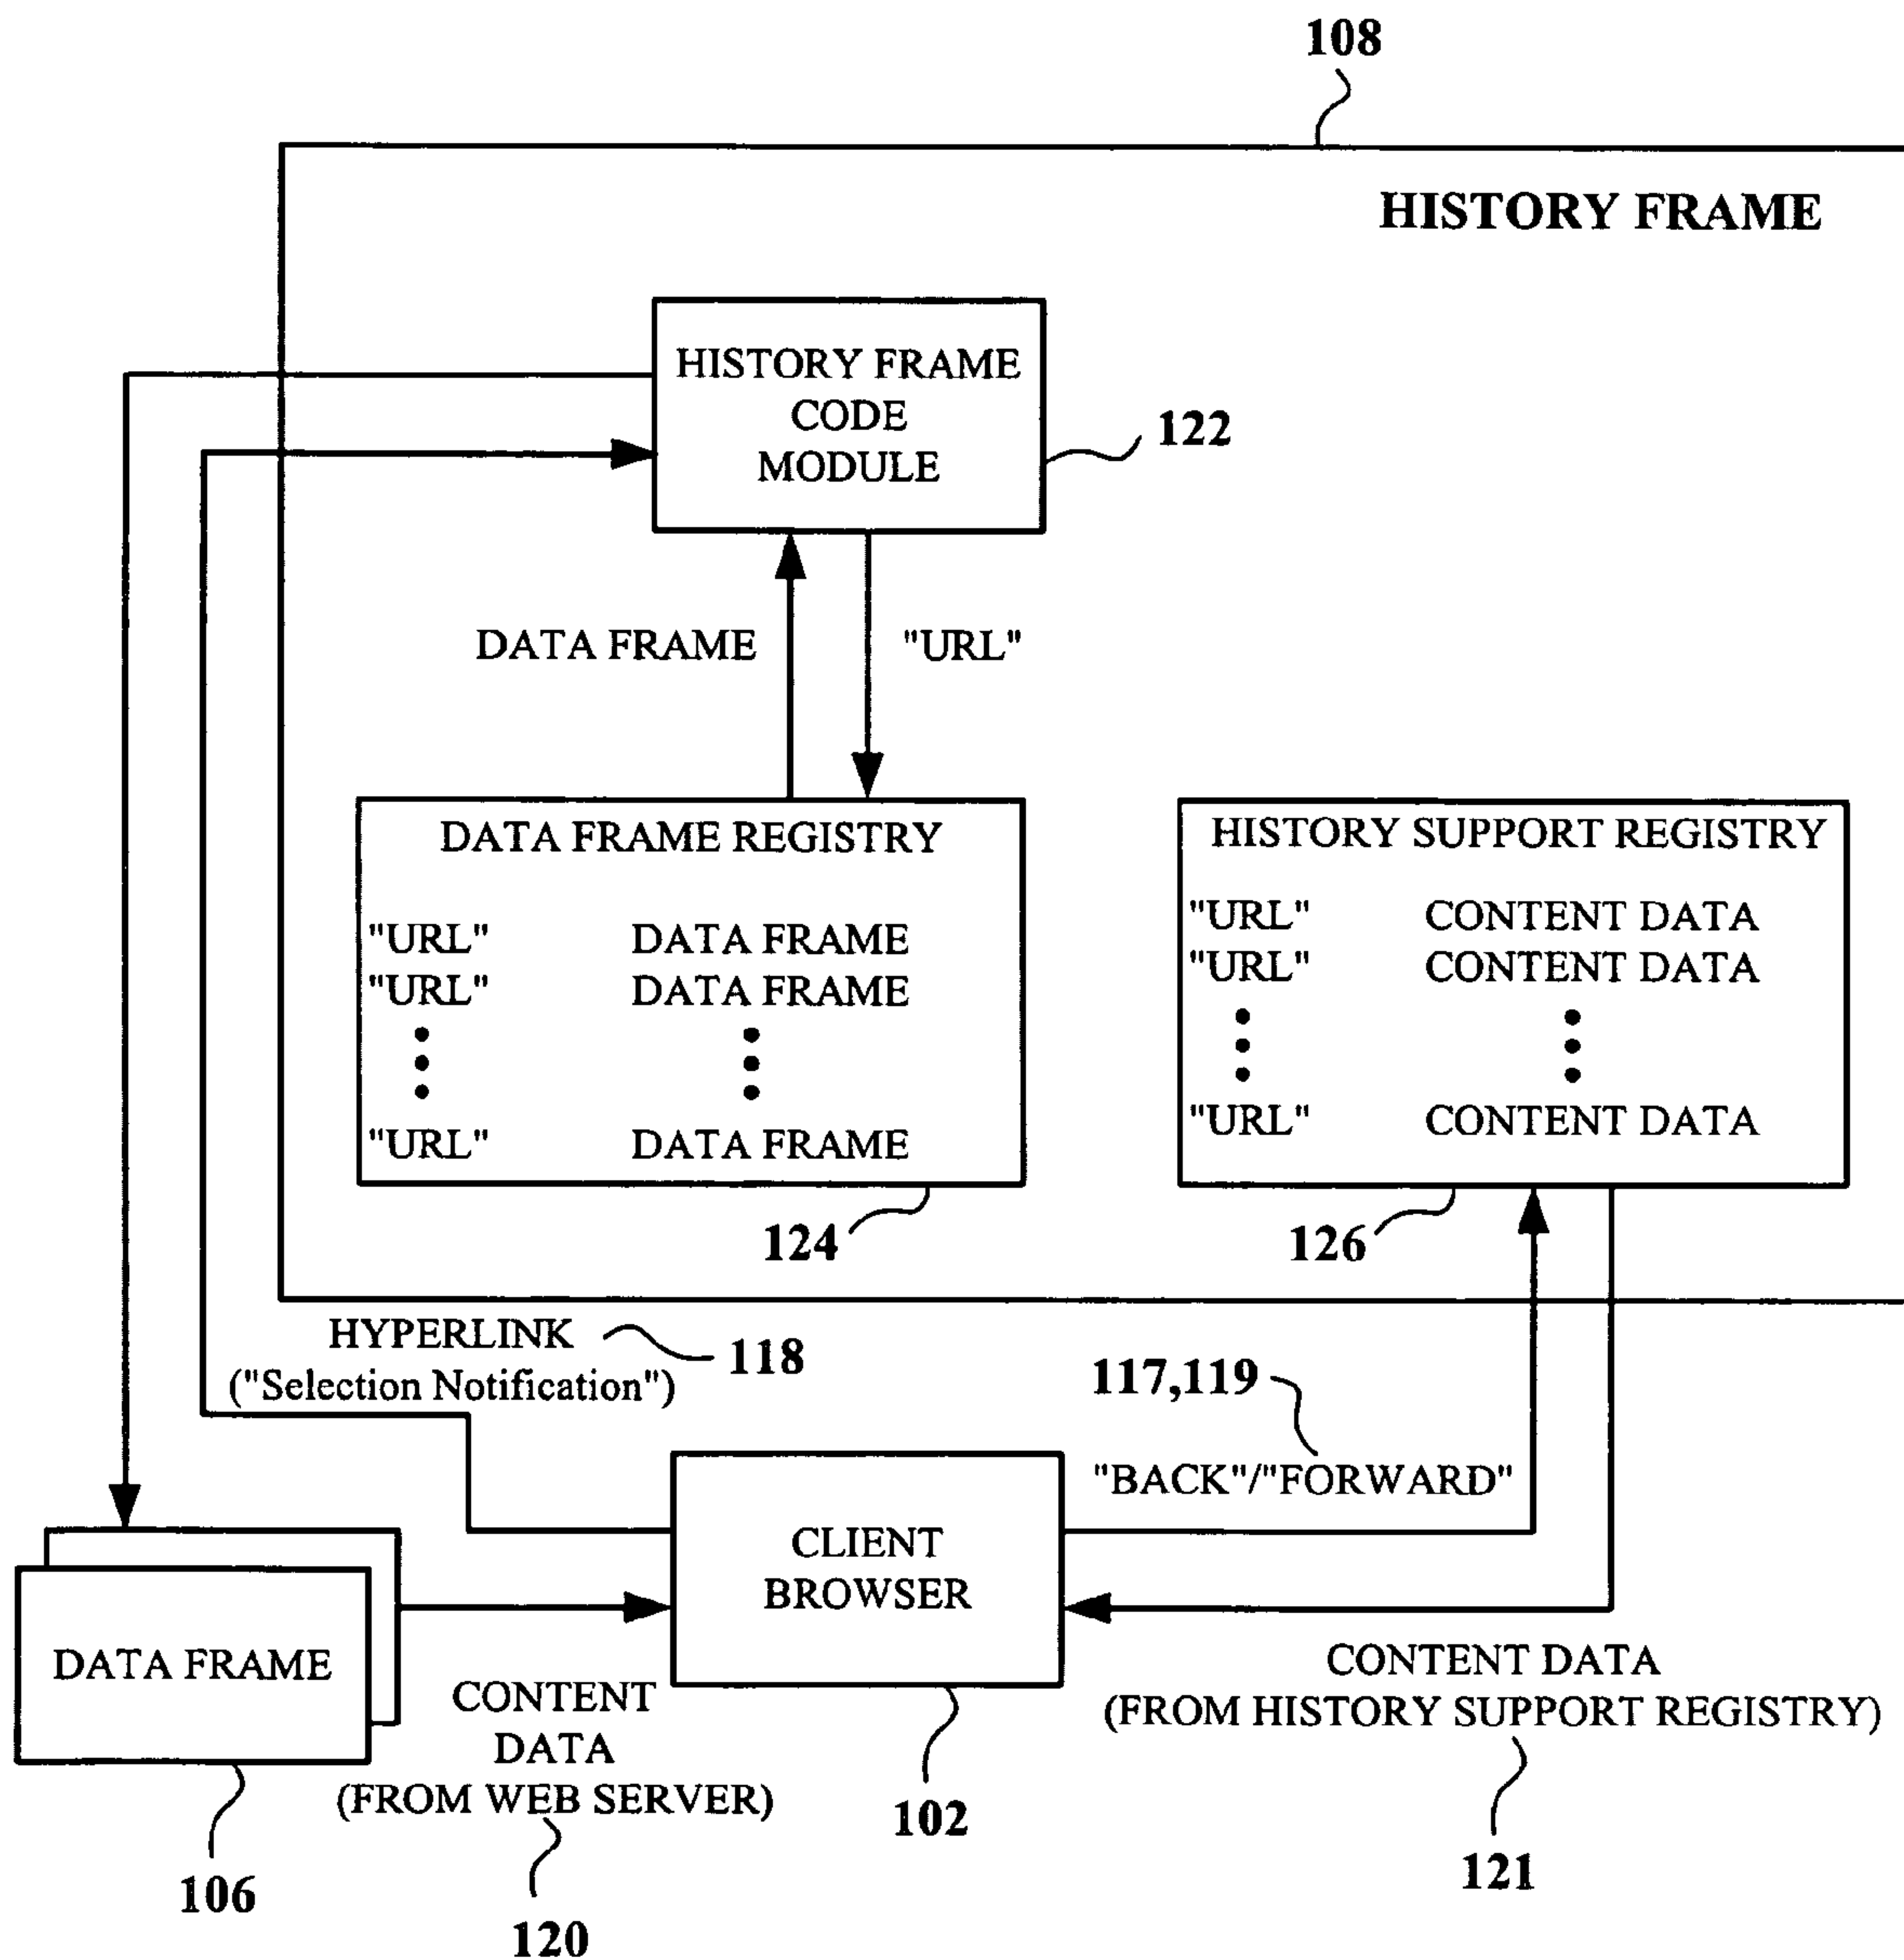 108
HISTORY FRAME
HISTORY FRAME
CODE
MODULE
122
DATA FRAME
"URL"
DATA FRAME REGISTRY
"URL" DATA FRAME
"URL" DATA FRAME
"URL" DATA FRAME
124
HISTORY SUPPORT REGISTRY
"URL" CONTENT DATA
"URL" CONTENT DATA
"URL" CONTENT DATA
126
HYPERLINK
("Selection Notification")
118
117,119
"BACK"/"FORWARD"
CLIENT
BROWSER
102
DATA FRAME
106
CONTENT
DATA
(FROM WEB SERVER)
120
CONTENT DATA
(FROM HISTORY SUPPORT REGISTRY)
121